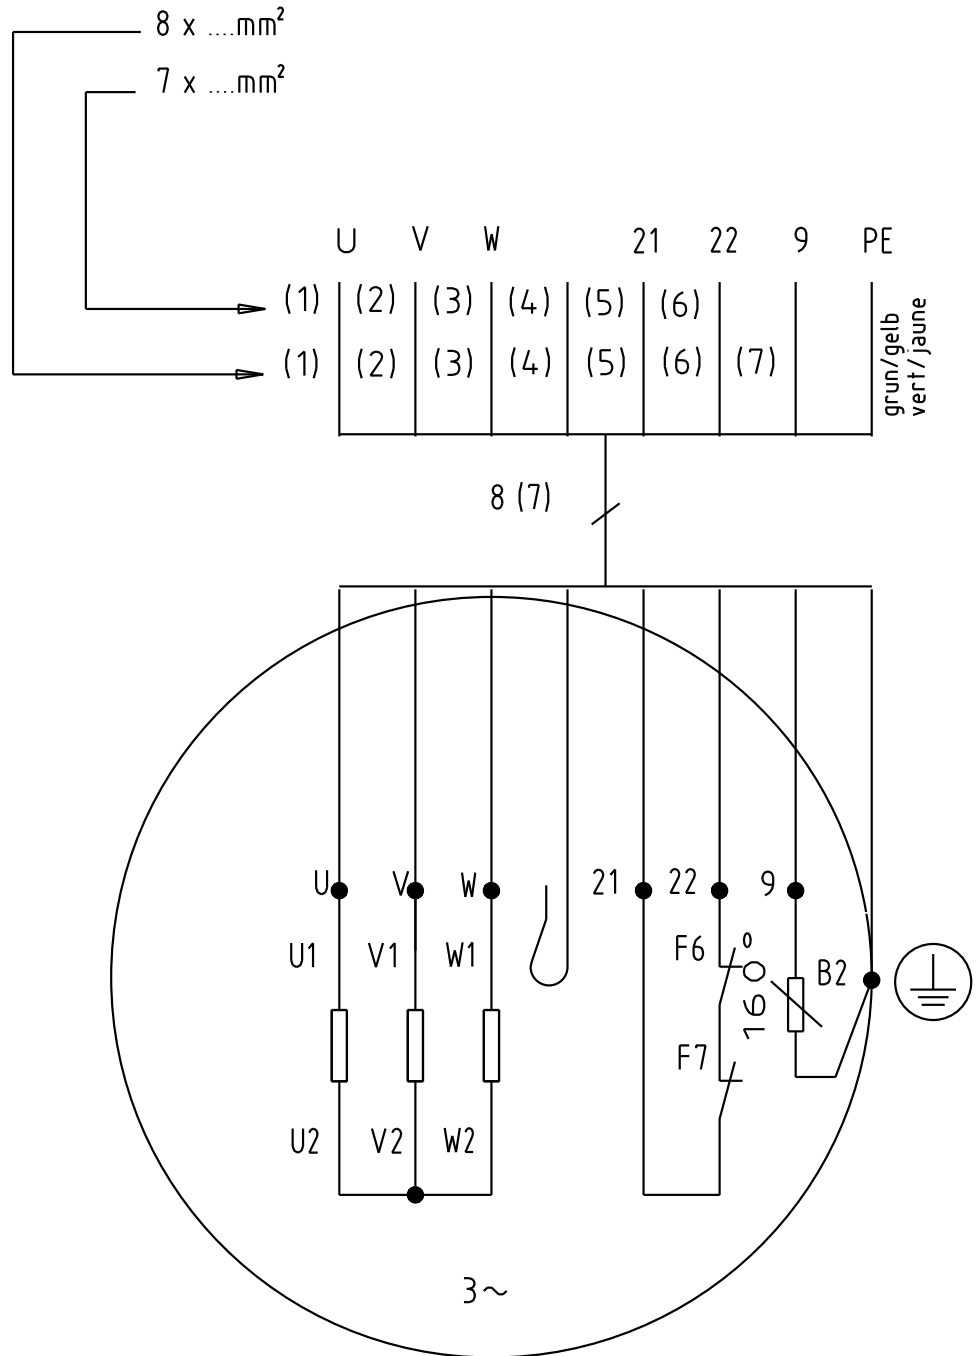 8 x ....mm²
7 x ....mm²
U V W 21 22 9 PE
(1) (2) (3) (4) (5) (6)
(1) (2) (3) (4) (5) (6) (7)
grun/gelb
vert/jaune
8 (7)
U V W 21 22 9
U1 V1 W1 F6 B2
160°
F7
U2 V2 W2
3~